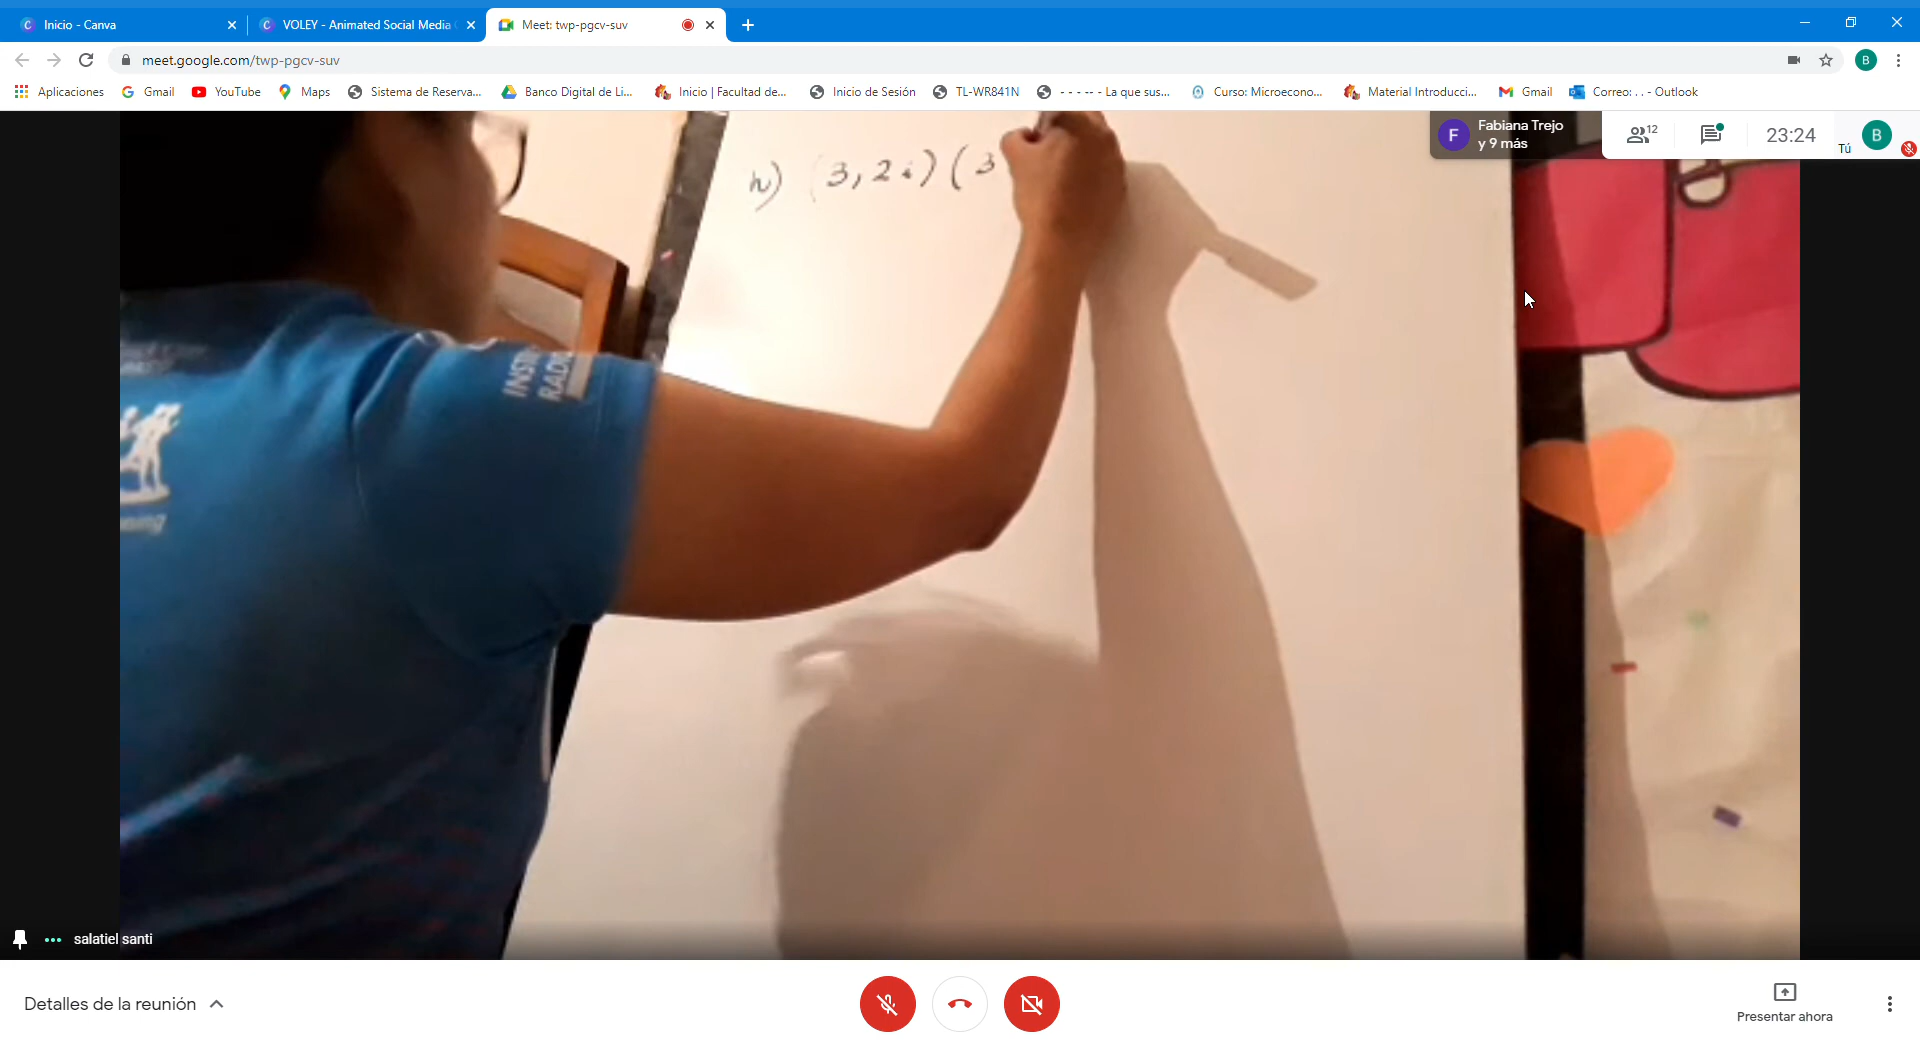 Inicio - Canva
VOLEY - Animated Social Media
Meet: twp-pgcv-suv
meet.google.com/twp-pgcv-suv
B
Aplicaciones
Gmail
YouTube
Maps
Sistema de Reserva...
Banco Digital de Li...
Inicio | Facultad de...
Inicio de Sesión
TL-WR841N
- - - -- - La que sus...
Curso: Microecono...
Material Introducci...
Gmail
Correo: . . - Outlook
F
Fabiana Trejo
y 9 más
12
23:24
Tú
B
h) (3,2i)(3
INST
RADI
salatiel santi
Detalles de la reunión
Presentar ahora